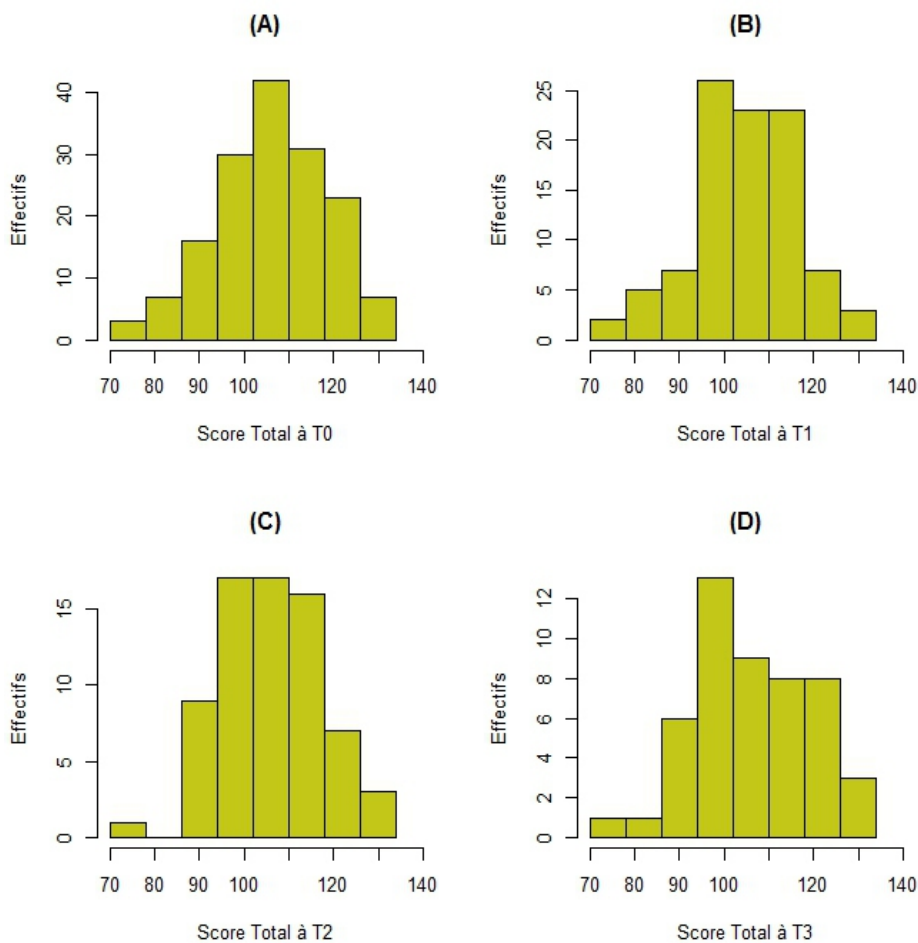 (A)
Effectifs
0 10 20 30 40
70 80 90 100 120 140
Score Total à T0
(B)
Effectifs
0 5 10 15 20 25
70 80 90 100 120 140
Score Total à T1
(C)
Effectifs
0 5 10 15
70 80 90 100 120 140
Score Total à T2
(D)
Effectifs
0 2 4 6 8 10 12
70 80 90 100 120 140
Score Total à T3